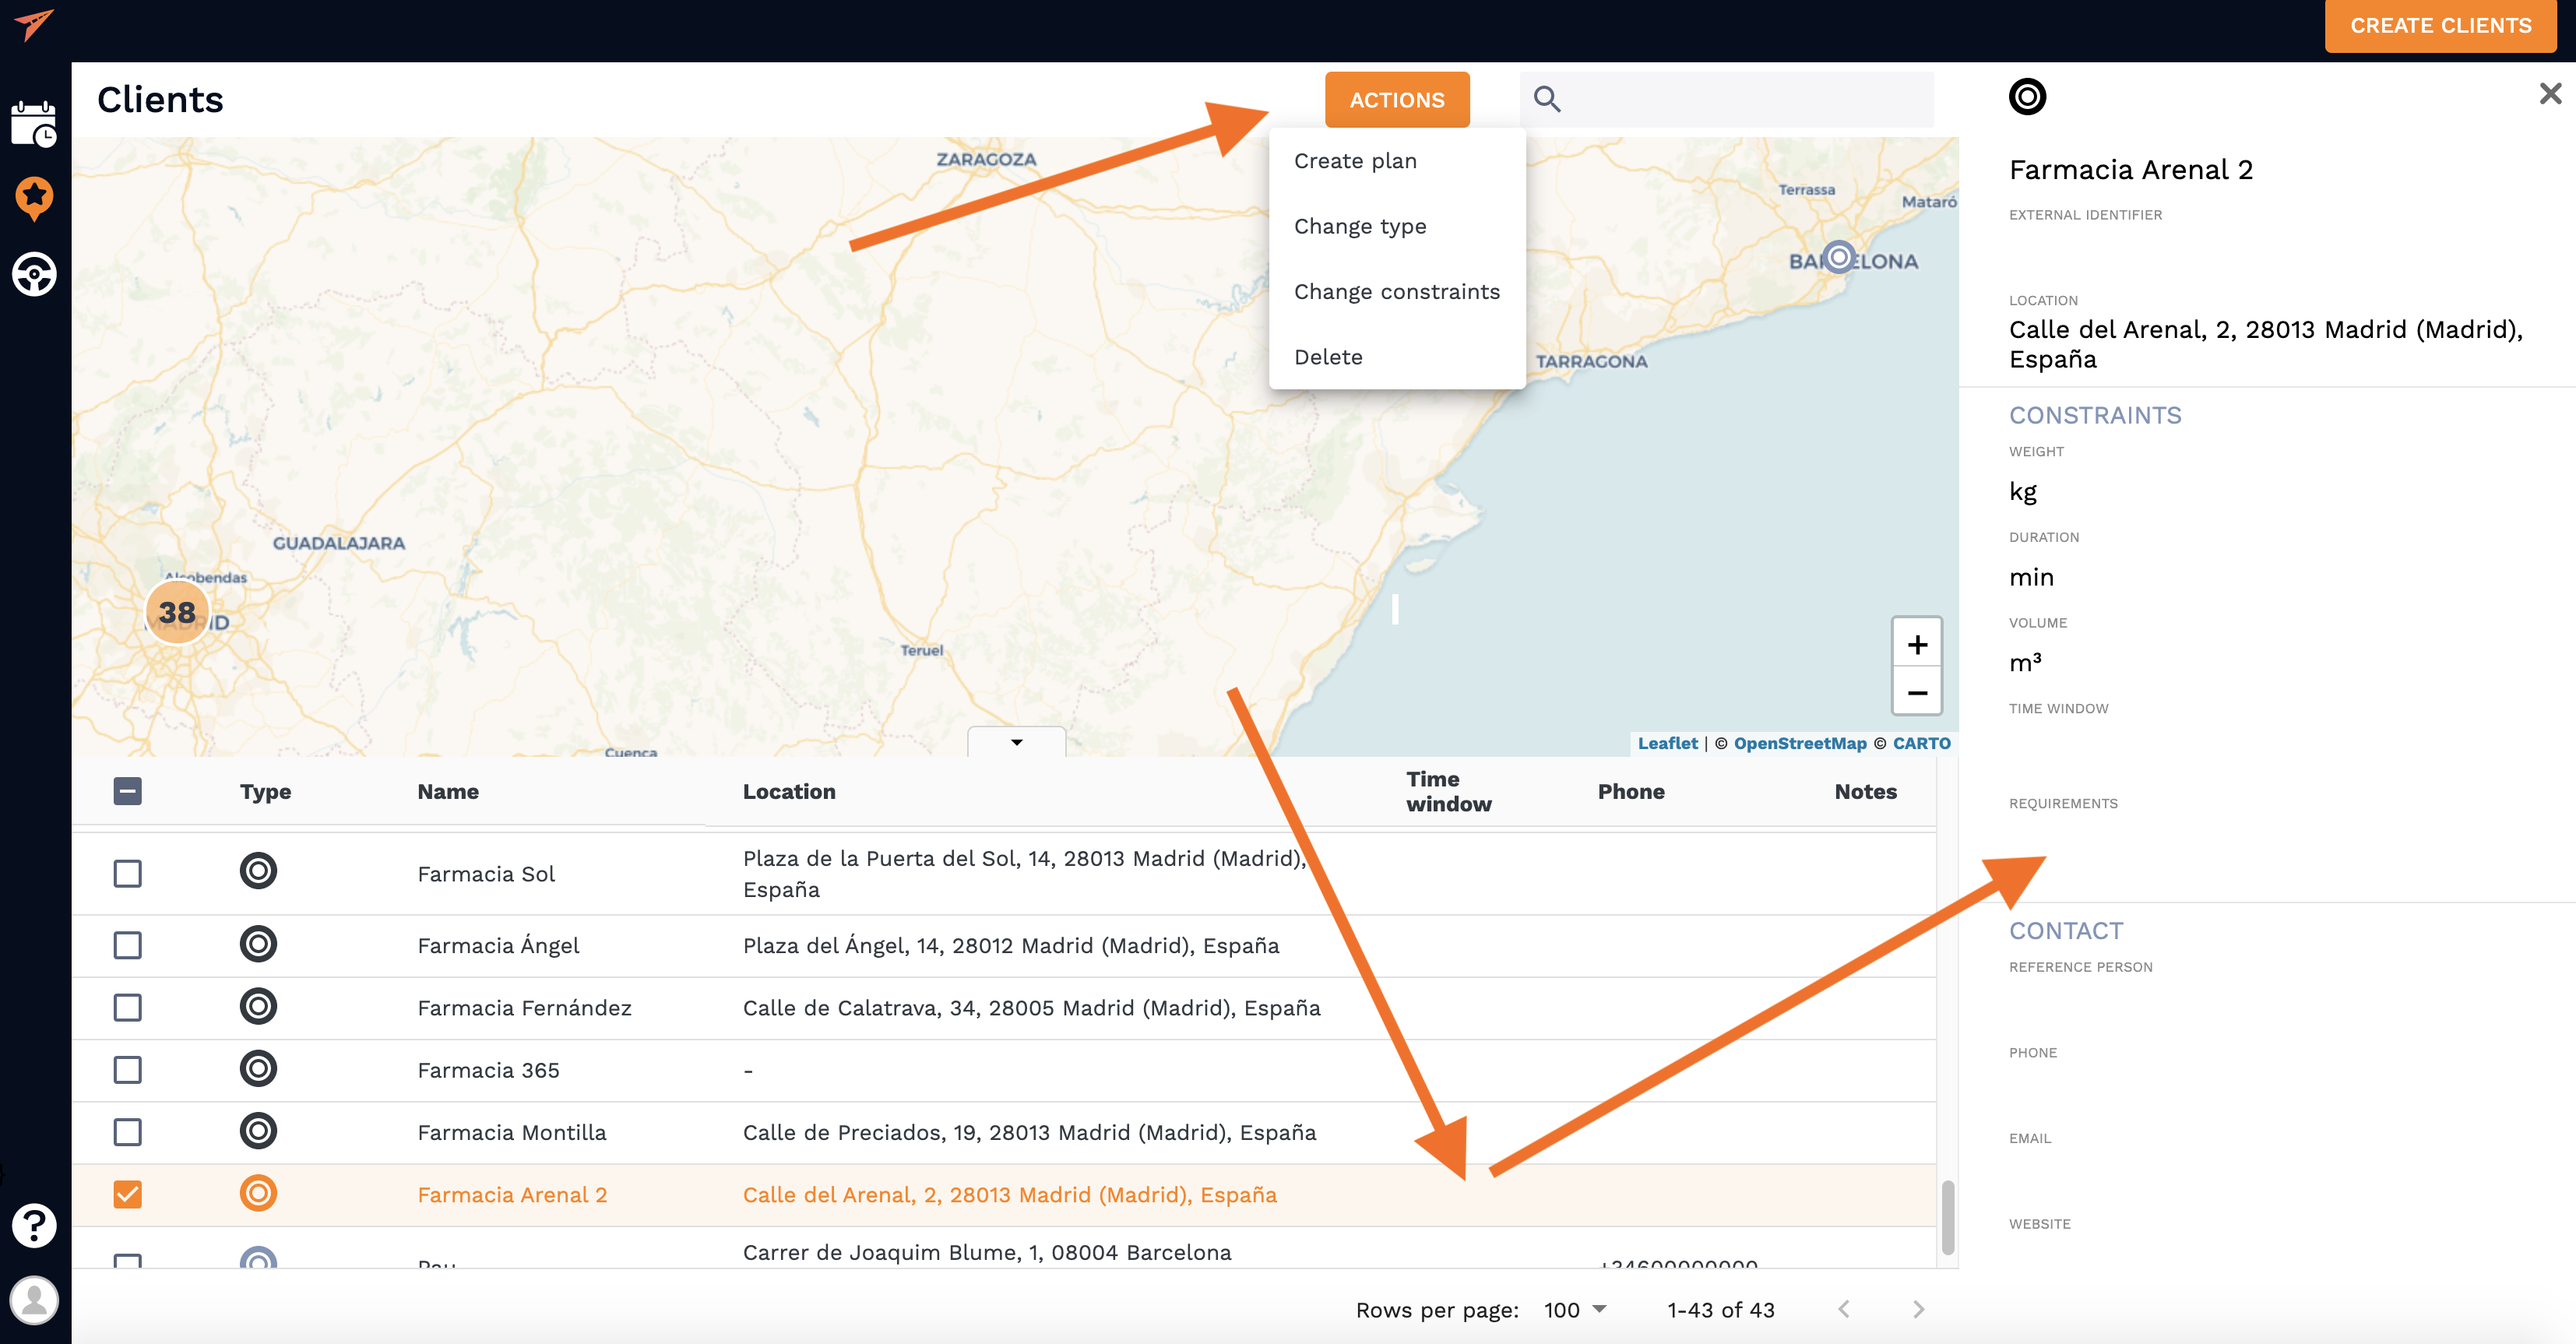 CREATE CLIENTS
Clients
ACTIONS
Create plan
Change type
Change constraints
Delete
ZARAGOZA
Terrassa
Mataró
BARCELONA
TARRAGONA
GUADALAJARA
Alcobendas
38
MADRID
Teruel
Cuenca
+
−
Leaflet | © OpenStreetMap © CARTO
Type Name Location Time window Phone Notes
Farmacia Sol Plaza de la Puerta del Sol, 14, 28013 Madrid (Madrid),
España
Farmacia Ángel Plaza del Ángel, 14, 28012 Madrid (Madrid), España
Farmacia Fernández Calle de Calatrava, 34, 28005 Madrid (Madrid), España
Farmacia 365 -
Farmacia Montilla Calle de Preciados, 19, 28013 Madrid (Madrid), España
Farmacia Arenal 2 Calle del Arenal, 2, 28013 Madrid (Madrid), España
Pau Carrer de Joaquim Blume, 1, 08004 Barcelona
+34600000000
Rows per page: 100 1-43 of 43
Farmacia Arenal 2
EXTERNAL IDENTIFIER
LOCATION
Calle del Arenal, 2, 28013 Madrid (Madrid),
España
CONSTRAINTS
WEIGHT
kg
DURATION
min
VOLUME
m³
TIME WINDOW
REQUIREMENTS
CONTACT
REFERENCE PERSON
PHONE
EMAIL
WEBSITE
?